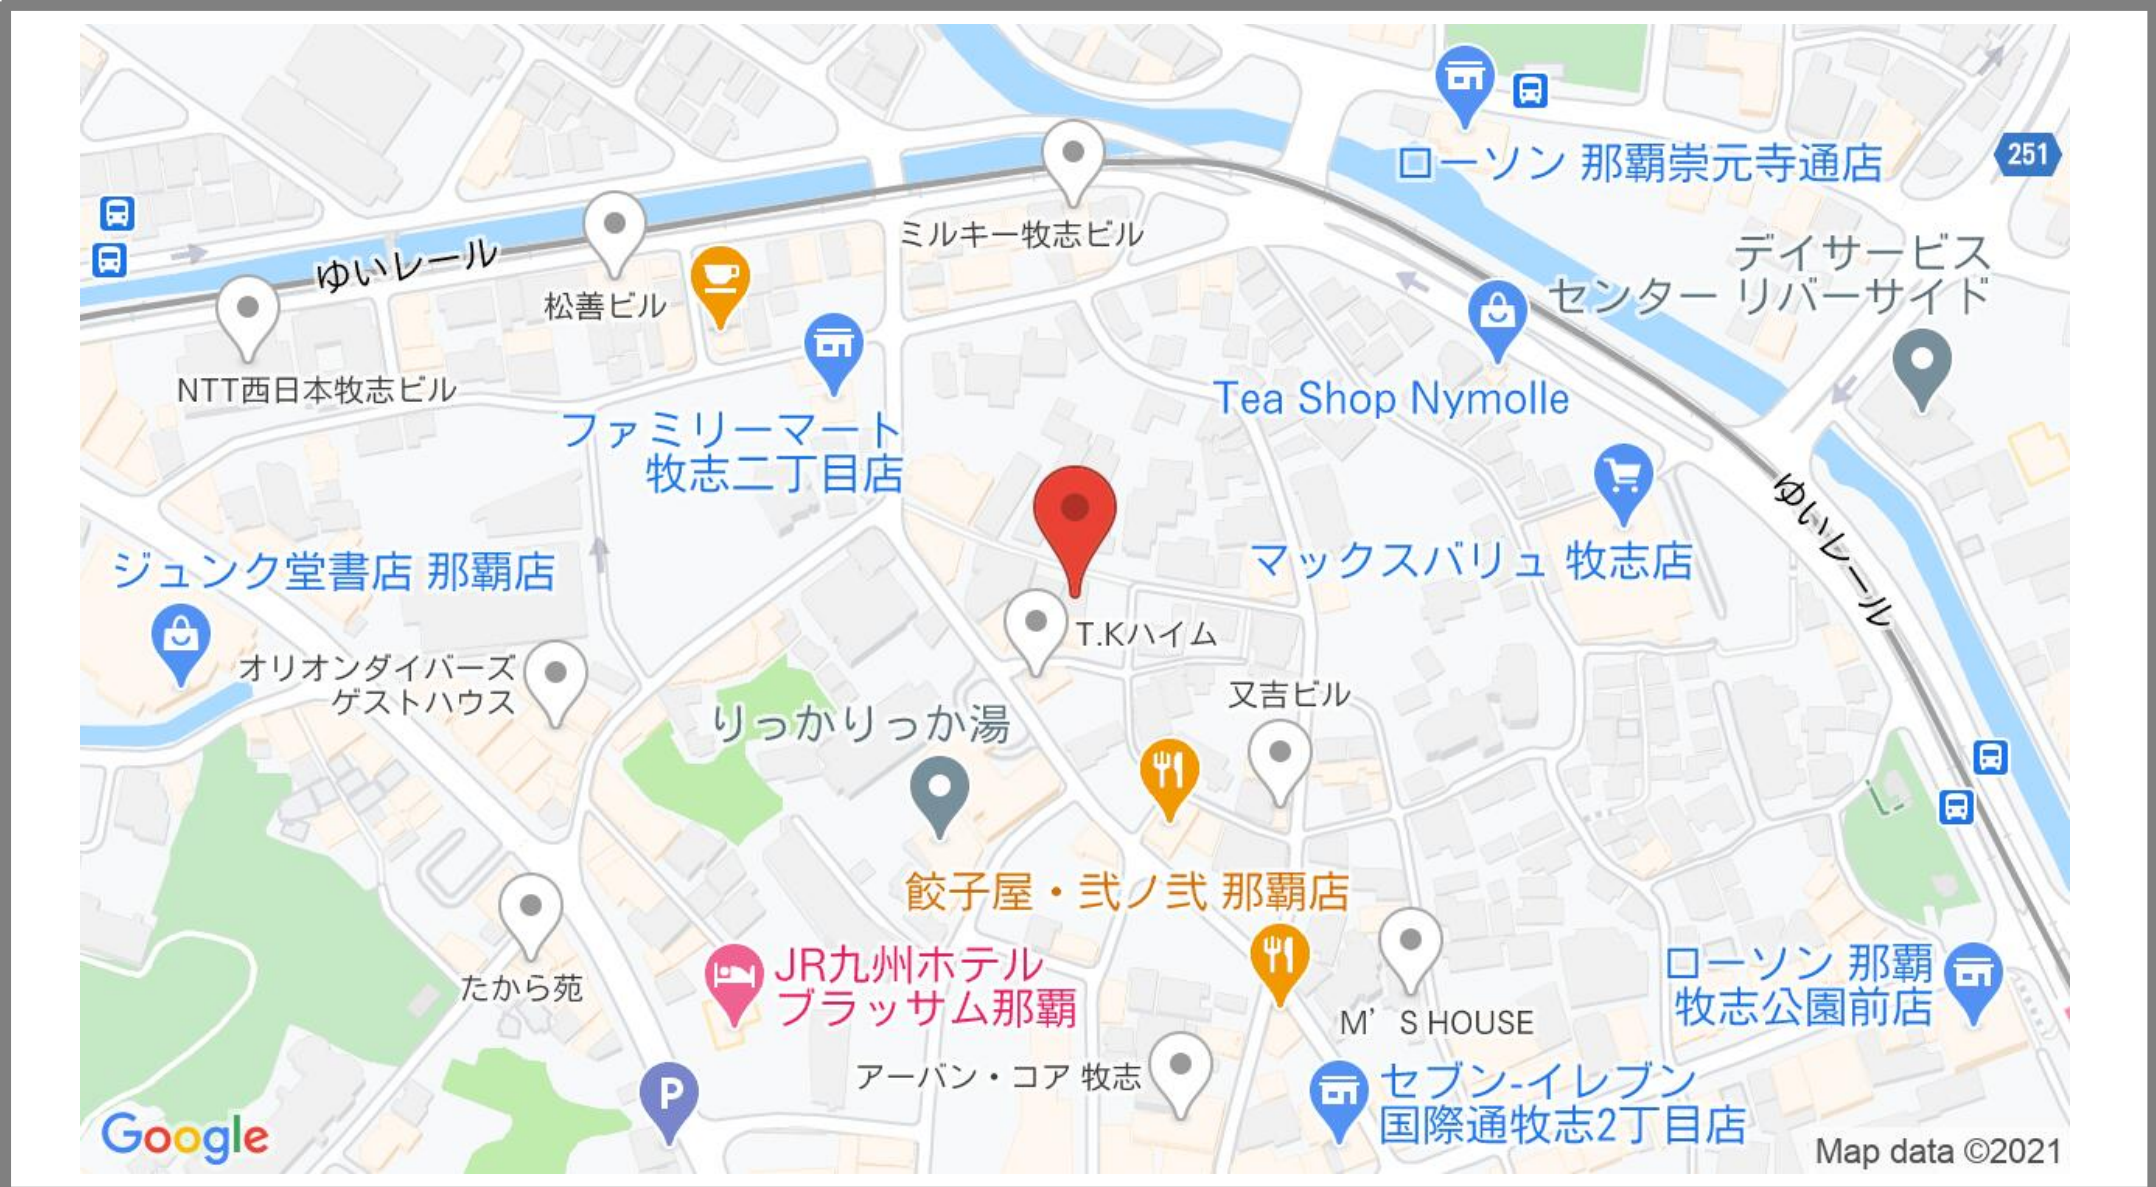 ローソン 那覇崇元寺通店
251
ミルキー牧志ビル
デイサービス
センター リバーサイド
ゆいレール
松善ビル
NTT西日本牧志ビル
Tea Shop Nymolle
ファミリーマート
牧志二丁目店
ゆいレール
マックスバリュ 牧志店
ジュンク堂書店 那覇店
T.Kハイム
オリオンダイバーズ
ゲストハウス
又吉ビル
りっかりっか湯
餃子屋・弐ノ弐 那覇店
JR九州ホテル
ブラッサム那覇
たから苑
ローソン 那覇
牧志公園前店
M’S HOUSE
アーバン・コア 牧志
P
セブン-イレブン
国際通牧志2丁目店
Google
Map data ©2021